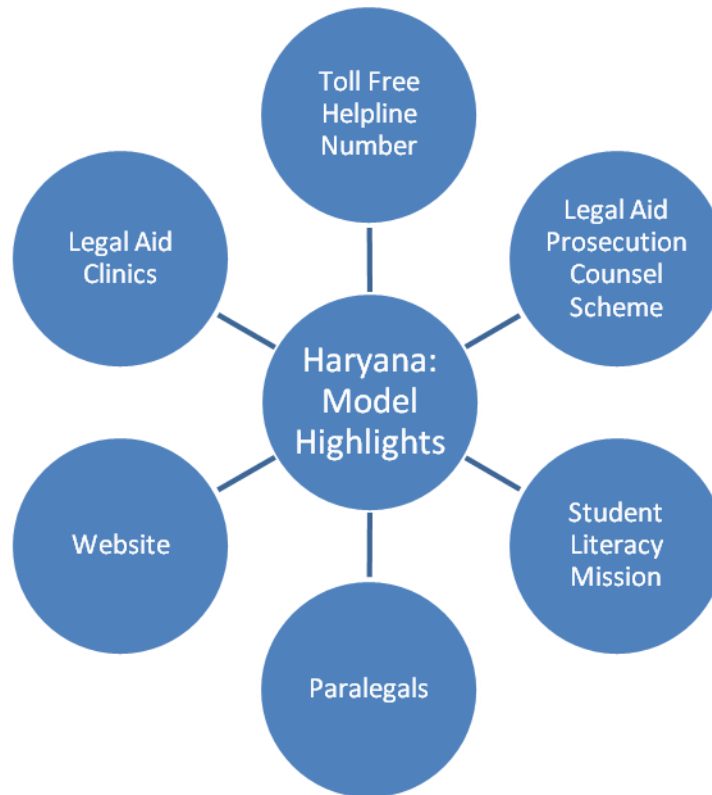 Toll Free
Helpline
Number
Legal Aid
Prosecution
Counsel
Scheme
Student
Literacy
Mission
Paralegals
Website
Legal Aid
Clinics
Haryana:
Model
Highlights